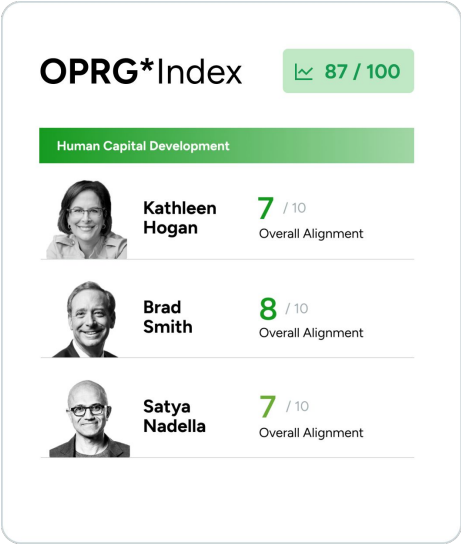 OPRG*Index
87 / 100
Human Capital Development
Kathleen
Hogan
7 / 10
Overall Alignment
Brad
Smith
8 / 10
Overall Alignment
Satya
Nadella
7 / 10
Overall Alignment